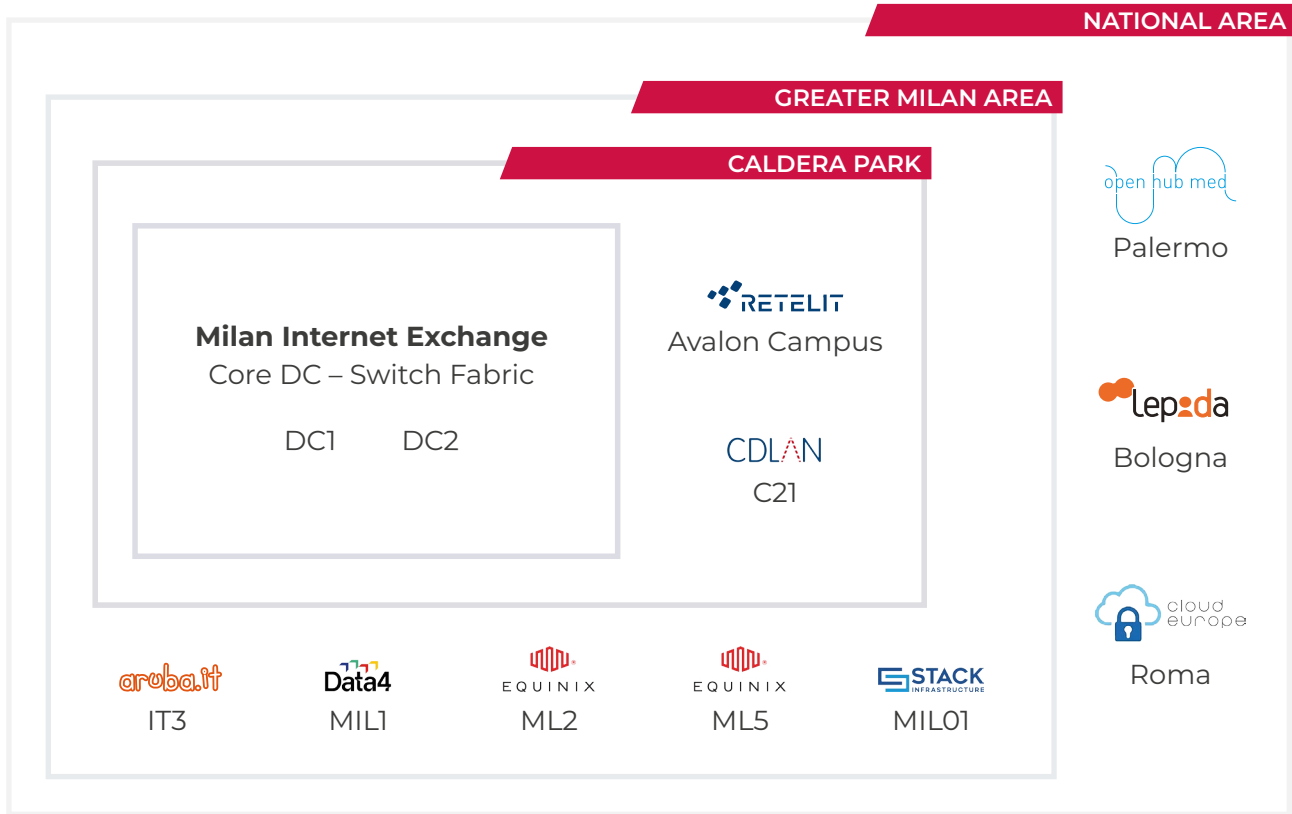 NATIONAL AREA
GREATER MILAN AREA
CALDERA PARK
Milan Internet Exchange
Core DC – Switch Fabric
DC1 DC2
RETELIT
Avalon Campus
CDLAN
C21
aruba.it
IT3
Data4
MIL1
EQUINIX
ML2
EQUINIX
ML5
STACK
INFRASTRUCTURE
MIL01
open hub med
Palermo
lepida
Bologna
cloud
europe
Roma